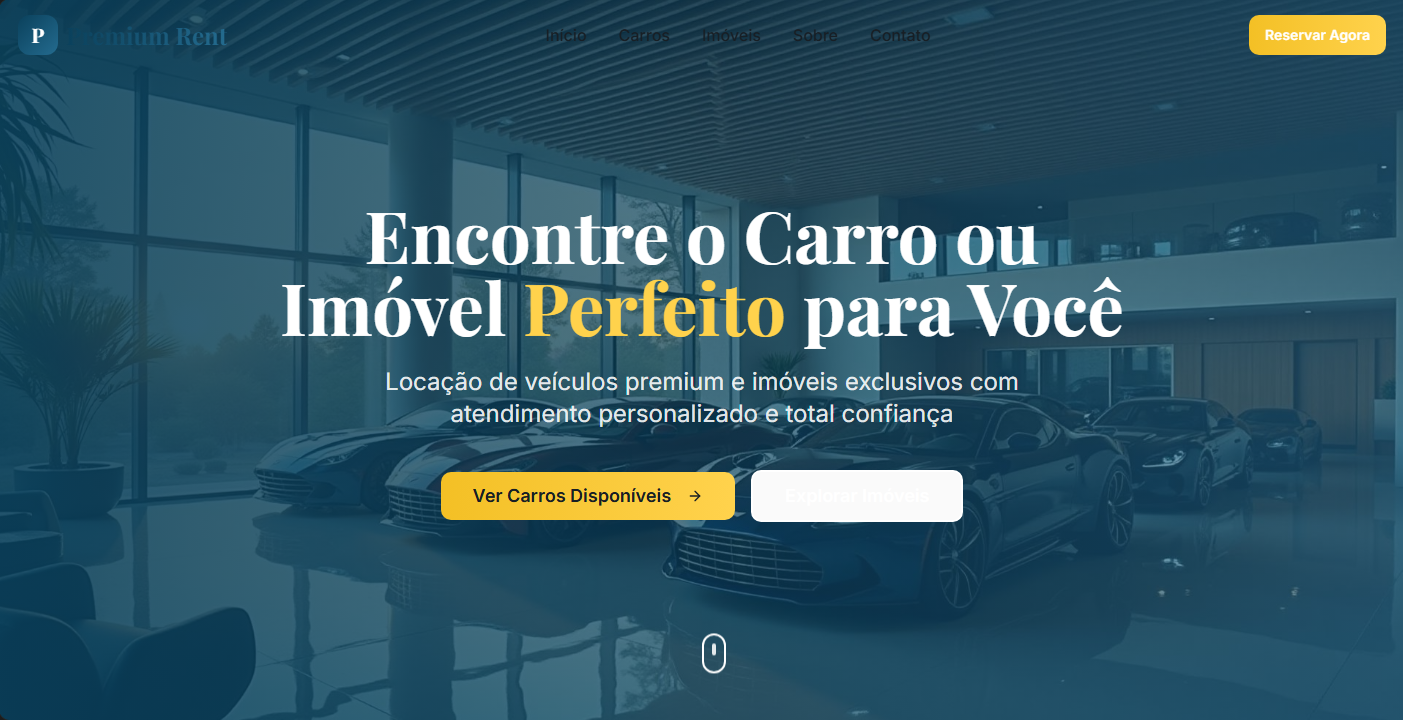 P Premium Rent
Início Carros Imóveis Sobre Contato
Reservar Agora
Encontre o Carro ou
Imóvel Perfeito para Você
Locação de veículos premium e imóveis exclusivos com
atendimento personalizado e total confiança
Ver Carros Disponíveis →
Explorar Imóveis